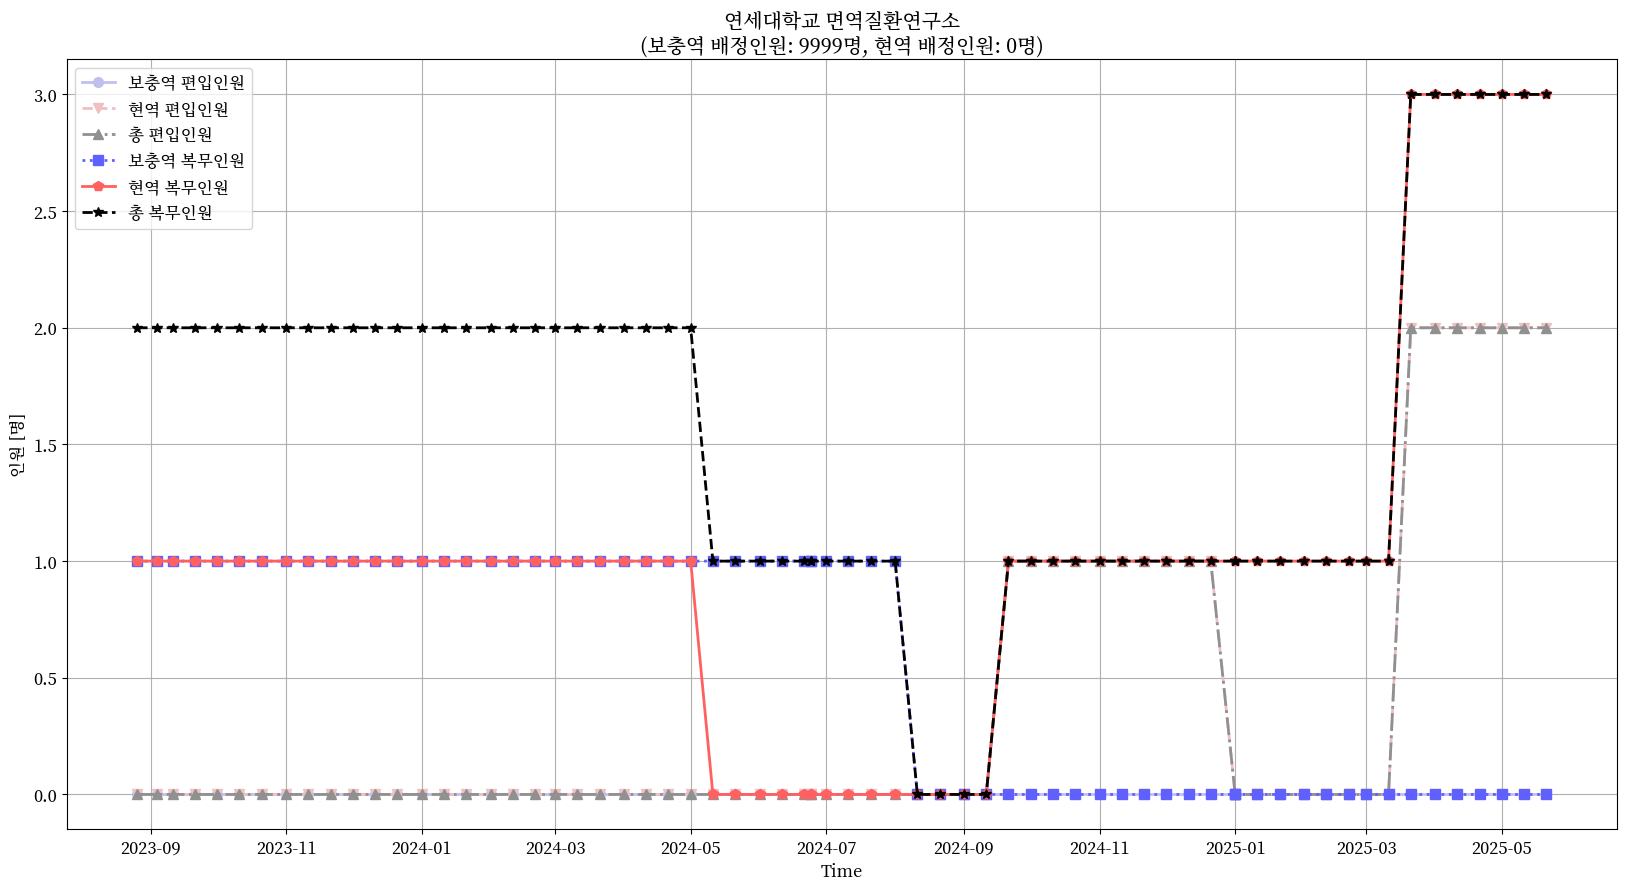 연세대학교 면역질환연구소
(보충역 배정인원: 9999명, 현역 배정인원: 0명)
보충역 편입인원
현역 편입인원
총 편입인원
보충역 복무인원
현역 복무인원
총 복무인원
3.0
2.5
2.0
1.5
1.0
0.5
0.0
인원 [명]
2023-09
2023-11
2024-01
2024-03
2024-05
2024-07
2024-09
2024-11
2025-01
2025-03
2025-05
Time